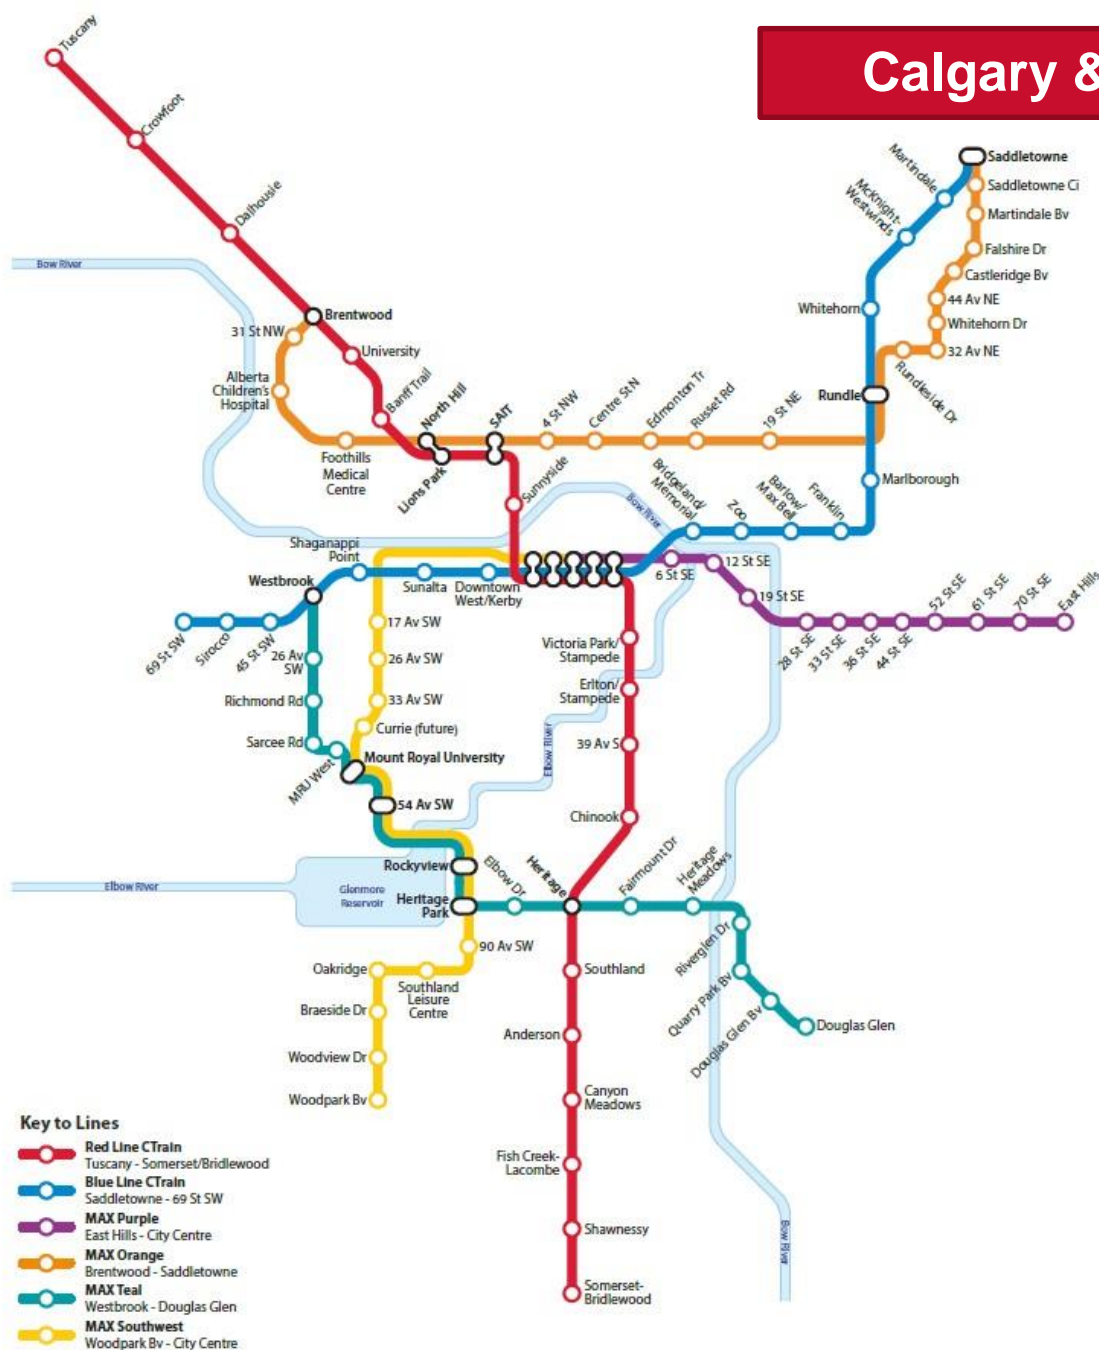 Calgary &
Tuscany
Crowfoot
Dalhousie
Bow River
Brentwood
31 St NW
University
Alberta
Children's
Hospital
Banff Trail
North Hill
SAIT
4 St NW
Centre St N
Edmonton Tr
Russet Rd
19 St NE
Foothills
Medical
Centre
Lions Park
Sunnyside
Martindale
McKnight-
Westwinds
Saddletowne
Saddletowne Ci
Martindale Bv
Falshire Dr
Castleridge Bv
44 Av NE
Whitehorn Dr
32 Av NE
Whitehorn
Rundle
Rundleside Dr
Marlborough
Bridgeland/
Memorial
Zoo
Barlow/
Max Bell
Franklin
Bow River
Shaganappi
Point
Westbrook
Sunalta
Downtown
West/Kerby
69 St SW
Sirocco
45 St SW
6 St SE
12 St SE
19 St SE
28 St SE
33 St SE
36 St SE
44 St SE
52 St SE
61 St SE
70 St SE
East Hills
26 Av
SW
Richmond Rd
Sarcee Rd
MRU West
17 Av SW
26 Av SW
33 Av SW
Currie (future)
Mount Royal University
54 Av SW
Victoria Park/
Stampede
Erlton/
Stampede
39 Av S
Chinook
Elbow River
Rockyview
Heritage
Park
Elbow River
Glenmore
Reservoir
Elbow Dr
Heritage
Fairmount Dr
Heritage
Meadows
Riverglen Dr
Quarry Park Bv
Douglas Glen Bv
Douglas Glen
90 Av SW
Oakridge
Southland
Leisure
Centre
Braeside Dr
Woodview Dr
Woodpark Bv
Southland
Anderson
Canyon
Meadows
Fish Creek-
Lacombe
Shawnessy
Somerset-
Bridlewood
Bow River
Key to Lines
Red Line CTrain
Tuscany - Somerset/Bridlewood
Blue Line CTrain
Saddletowne - 69 St SW
MAX Purple
East Hills - City Centre
MAX Orange
Brentwood - Saddletowne
MAX Teal
Westbrook - Douglas Glen
MAX Southwest
Woodpark Bv - City Centre